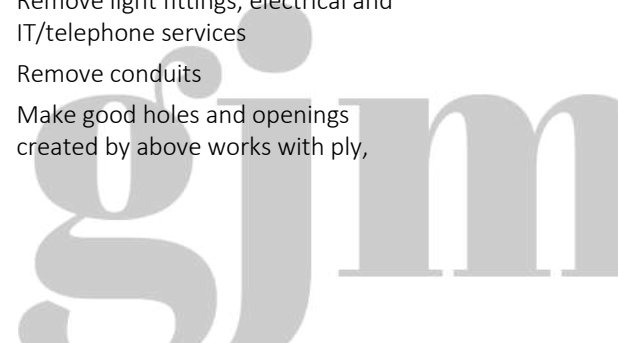 Remove light fittings, electrical and
IT/telephone services
Remove conduits
Make good holes and openings
created by above works with ply,
gjm